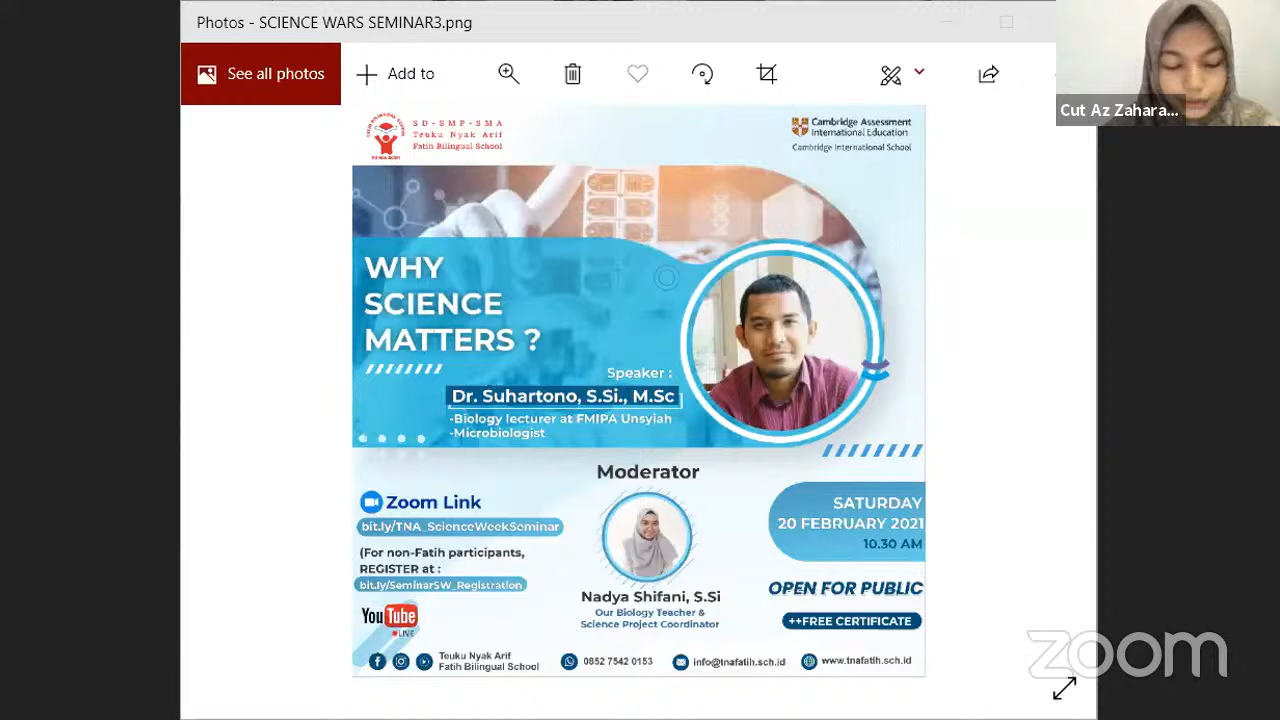 Photos - SCIENCE WARS SEMINAR3.png
See all photos
Add to
Cut Az Zahara...
SD-SMP-SMA
Teuku Nyak Arif
Fatih Bilingual School
Cambridge Assessment
International Education
Cambridge International School
WHY
SCIENCE
MATTERS ?
Speaker :
Dr. Suhartono, S.Si., M.Sc
-Biology lecturer at FMIPA Unsyiah
-Microbiologist
Moderator
Nadya Shifani, S.Si
Our Biology Teacher &
Science Project Coordinator
Zoom Link
bit.ly/TNA_ScienceWeekSeminar
(For non-Fatih participants,
REGISTER at :
bit.ly/SeminarSW_Registration
YouTube
LIVE
SATURDAY
20 FEBRUARY 2021
10.30 AM
OPEN FOR PUBLIC
++FREE CERTIFICATE
Teuku Nyak Arif
Fatih Bilingual School
0852 7542 0153
info@tnafatih.sch.id
www.tnafatih.sch.id
zoom